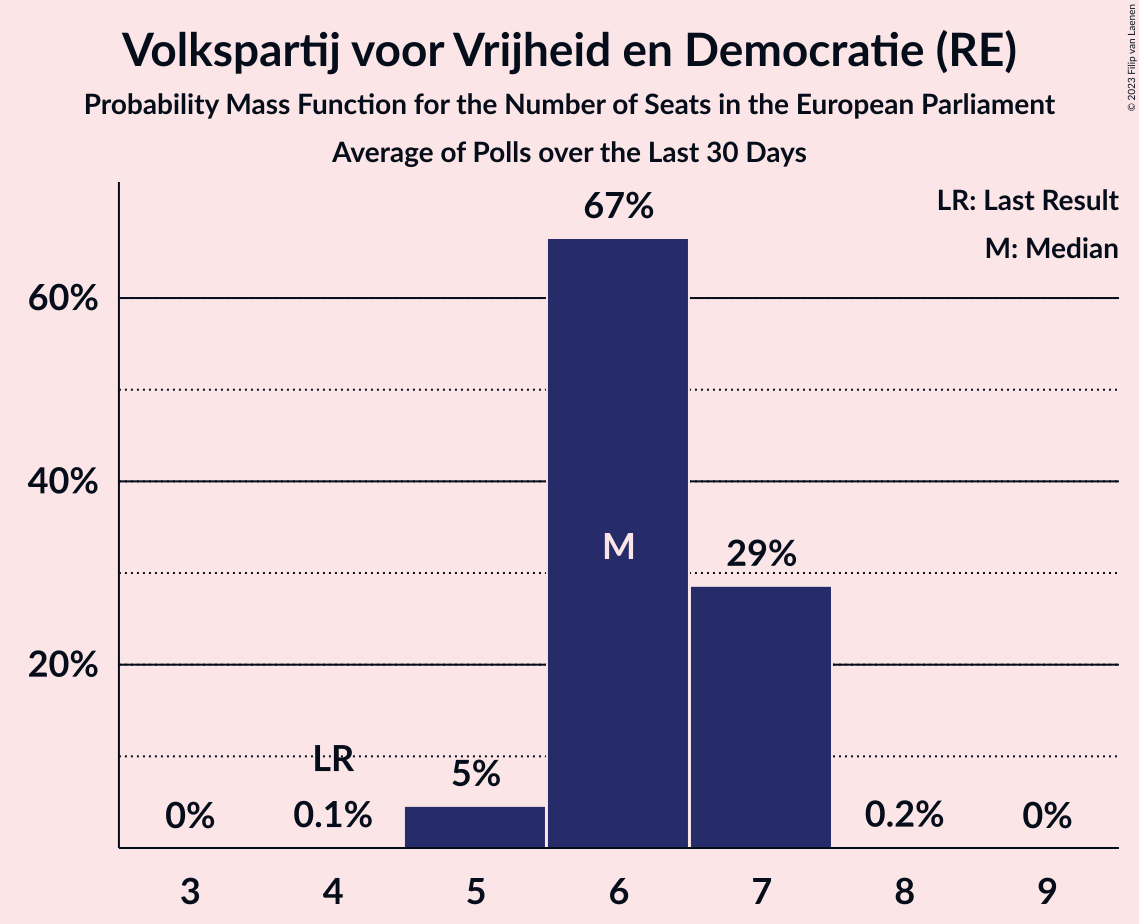 Volkspartij voor Vrijheid en Democratie (RE)
Probability Mass Function for the Number of Seats in the European Parliament
Average of Polls over the Last 30 Days
© 2023 Filip van Laenen
LR: Last Result
M: Median
67%
60%
40%
M
29%
20%
LR
5%
0%
0.1%
0.2%
0%
3 4 5 6 7 8 9